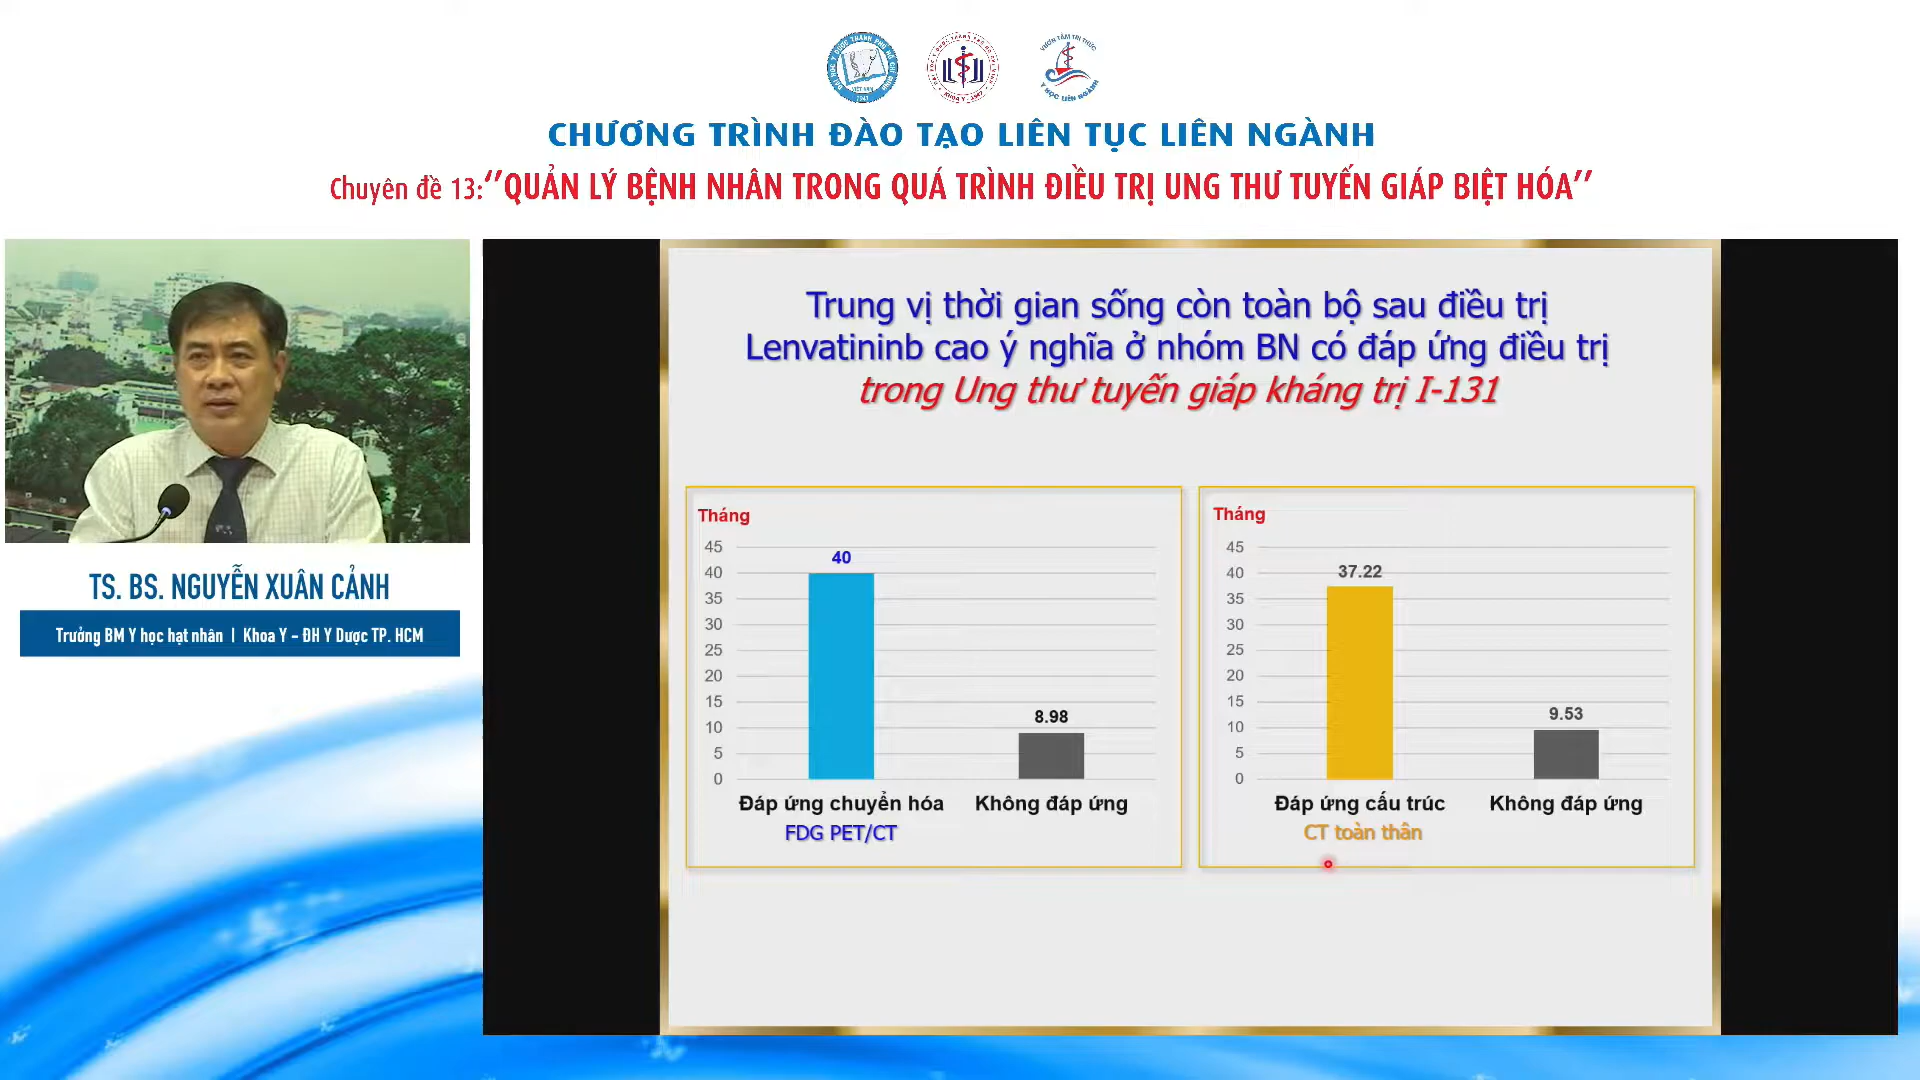 CHƯƠNG TRÌNH ĐÀO TẠO LIÊN TỤC LIÊN NGÀNH
Chuyên đề 13:‘’QUẢN LÝ BỆNH NHÂN TRONG QUÁ TRÌNH ĐIỀU TRỊ UNG THƯ TUYẾN GIÁP BIỆT HÓA’’
TS. BS. NGUYỄN XUÂN CẢNH
Trưởng BM Y học hạt nhân | Khoa Y – ĐH Y Dược TP. HCM
Trung vị thời gian sống còn toàn bộ sau điều trị
Lenvatininb cao ý nghĩa ở nhóm BN có đáp ứng điều trị
trong Ung thư tuyến giáp kháng trị I-131
Tháng
45
40
35
30
25
20
15
10
5
0
40
8.98
Đáp ứng chuyển hóa
Không đáp ứng
FDG PET/CT
Tháng
45
40
35
30
25
20
15
10
5
0
37.22
9.53
Đáp ứng cấu trúc
Không đáp ứng
CT toàn thân